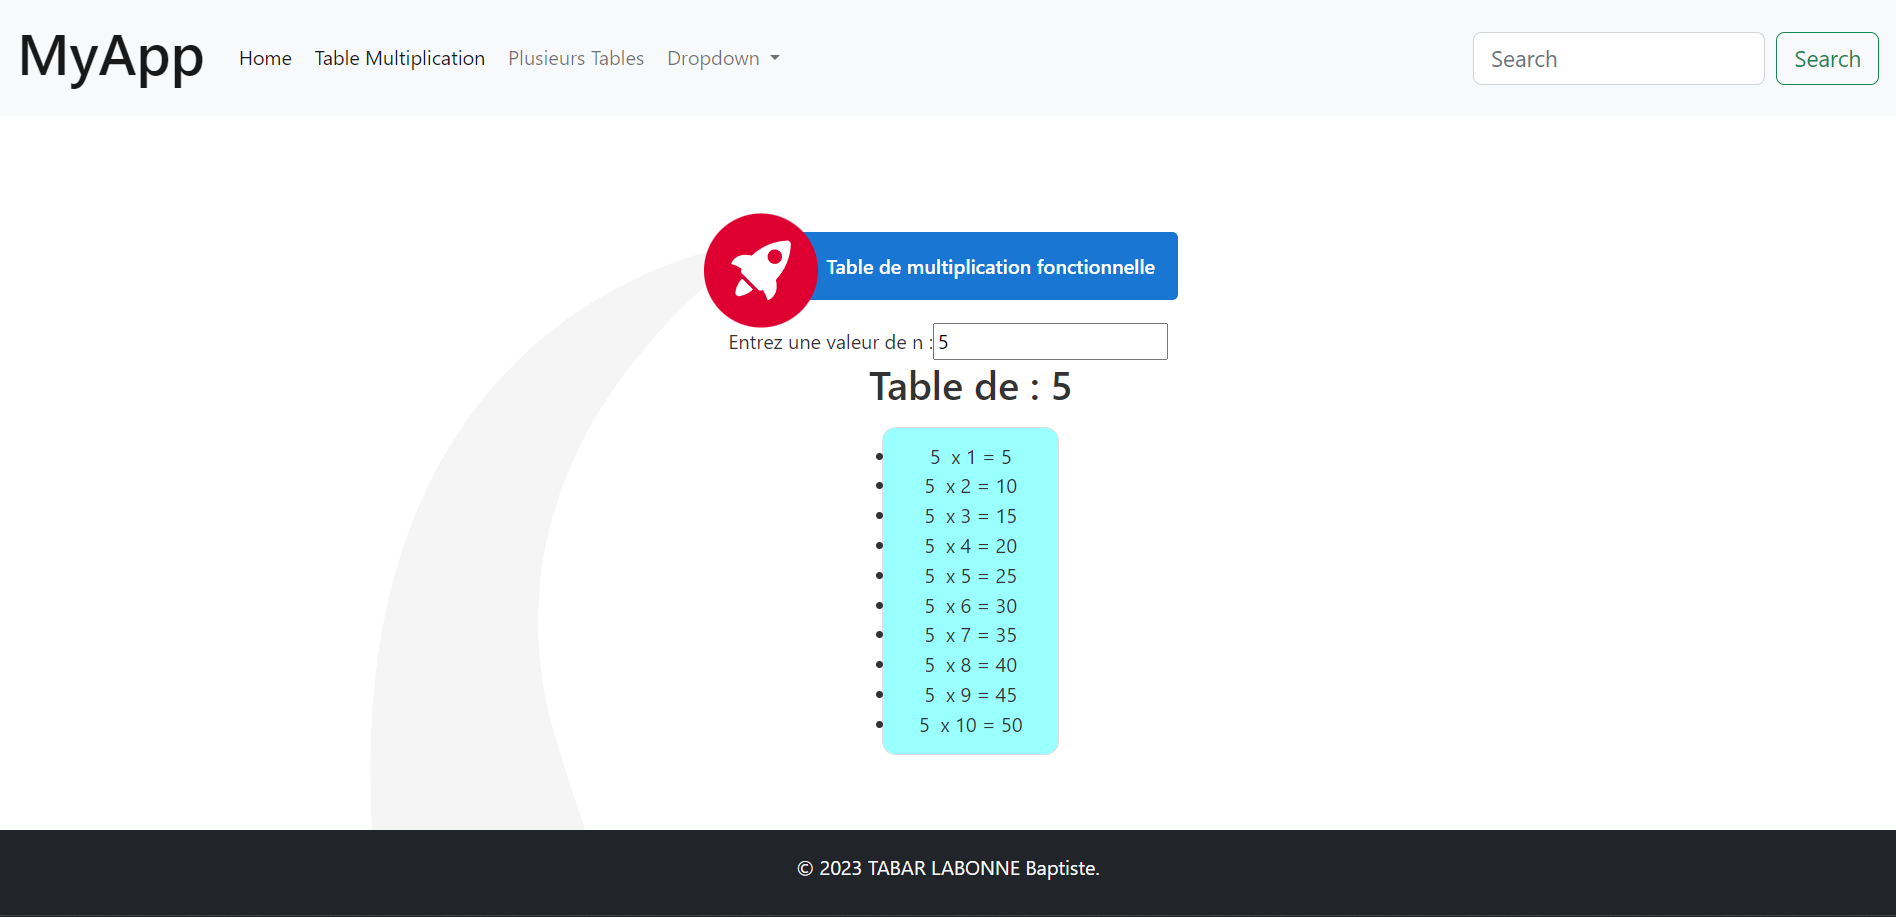 MyApp Home Table Multiplication Plusieurs Tables Dropdown Search Search
Table de multiplication fonctionnelle
Entrez une valeur de n : 5
Table de : 5
5 x 1 = 5
5 x 2 = 10
5 x 3 = 15
5 x 4 = 20
5 x 5 = 25
5 x 6 = 30
5 x 7 = 35
5 x 8 = 40
5 x 9 = 45
5 x 10 = 50
© 2023 TABAR LABONNE Baptiste.